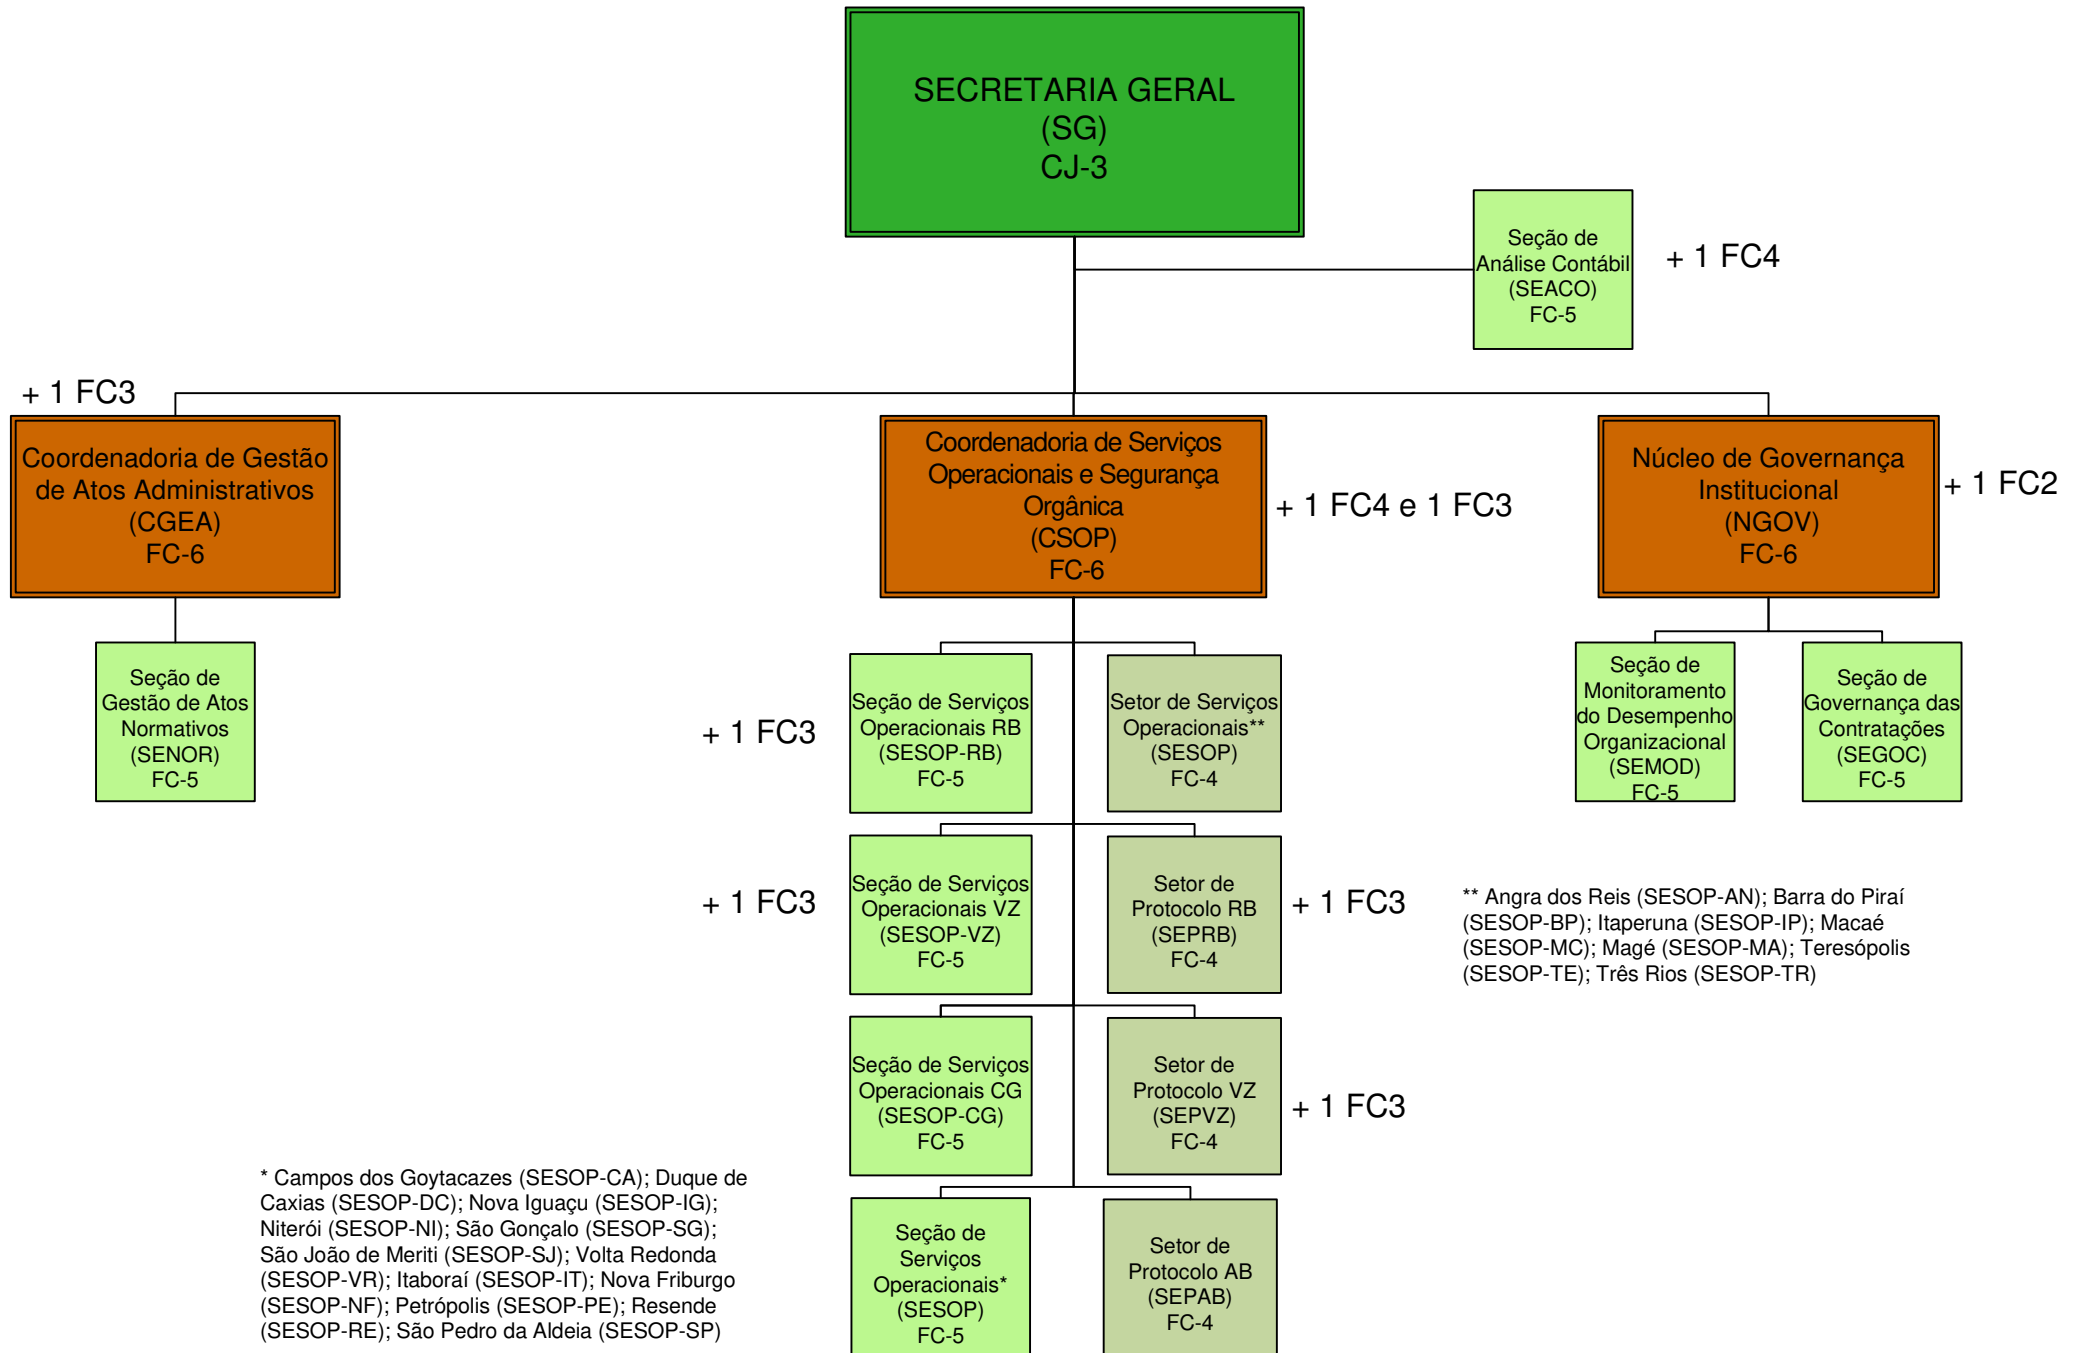 SECRETARIA GERAL
(SG)
CJ-3
Seção de
Análise Contábil
(SEACO)
FC-5
+ 1 FC4
+ 1 FC3
Coordenadoria de Gestão
de Atos Administrativos
(CGEA)
FC-6
Coordenadoria de Serviços
Operacionais e Segurança
Orgânica
(CSOP)
FC-6
+ 1 FC4 e 1 FC3
Núcleo de Governança
Institucional
(NGOV)
FC-6
+ 1 FC2
Seção de
Gestão de Atos
Normativos
(SENOR)
FC-5
+ 1 FC3
Seção de Serviços
Operacionais RB
(SESOP-RB)
FC-5
Setor de Serviços
Operacionais**
(SESOP)
FC-4
Seção de
Monitoramento
do Desempenho
Organizacional
(SEMOD)
FC-5
Seção de
Governança das
Contratações
(SEGOC)
FC-5
+ 1 FC3
Seção de Serviços
Operacionais VZ
(SESOP-VZ)
FC-5
Setor de
Protocolo RB
(SEPRB)
FC-4
+ 1 FC3
** Angra dos Reis (SESOP-AN); Barra do Piraí
(SESOP-BP); Itaperuna (SESOP-IP); Macaé
(SESOP-MC); Magé (SESOP-MA); Teresópolis
(SESOP-TE); Três Rios (SESOP-TR)
Seção de Serviços
Operacionais CG
(SESOP-CG)
FC-5
Setor de
Protocolo VZ
(SEPVZ)
FC-4
+ 1 FC3
* Campos dos Goytacazes (SESOP-CA); Duque de
Caxias (SESOP-DC); Nova Iguaçu (SESOP-IG);
Niterói (SESOP-NI); São Gonçalo (SESOP-SG);
São João de Meriti (SESOP-SJ); Volta Redonda
(SESOP-VR); Itaboraí (SESOP-IT); Nova Friburgo
(SESOP-NF); Petrópolis (SESOP-PE); Resende
(SESOP-RE); São Pedro da Aldeia (SESOP-SP)
Seção de
Serviços
Operacionais*
(SESOP)
FC-5
Setor de
Protocolo AB
(SEPAB)
FC-4